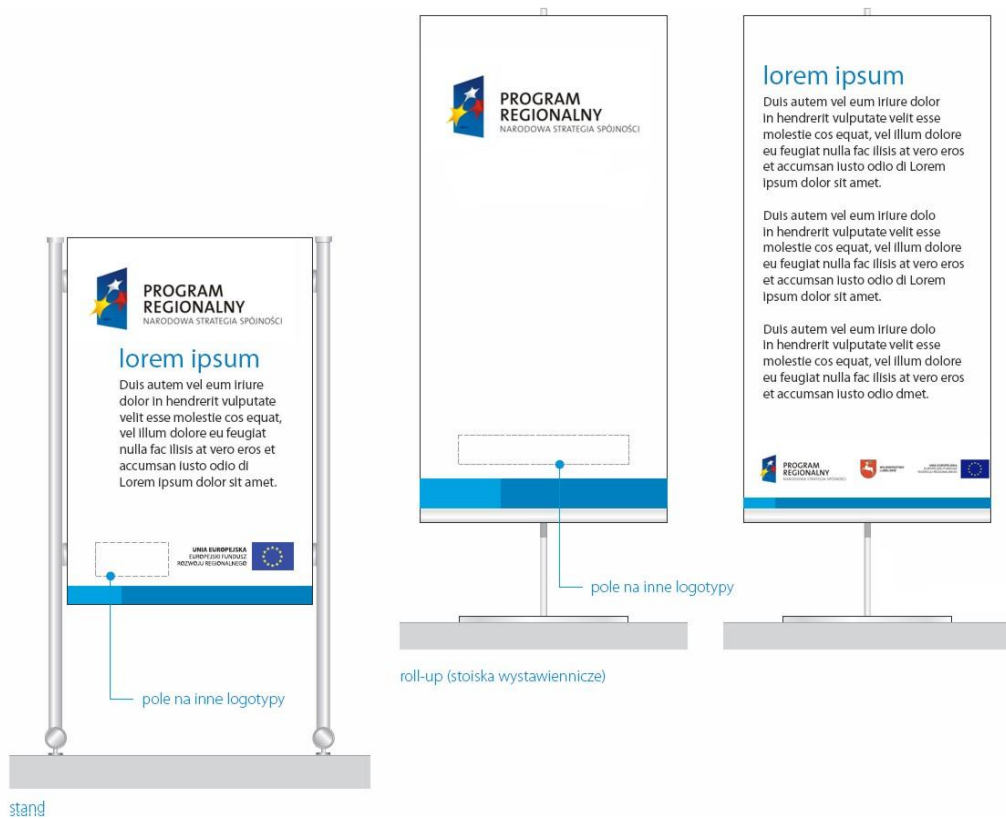 PROGRAM
REGIONALNY
NARODOWA STRATEGIA SPÓJNOŚCI
lorem ipsum
Duis autem vel eum iriure
dolor in hendrerit vulputate
velit esse molestie cos equat,
vel illum dolore eu feugiat
nulla fac ilisis at vero eros et
accumsan iusto odio di
Lorem ipsum dolor sit amet.
UNIA EUROPEJSKA
EUROPEJSKI FUNDUSZ
ROZWOJU REGIONALNEGO
pole na inne logotypy
stand
PROGRAM
REGIONALNY
NARODOWA STRATEGIA SPÓJNOŚCI
pole na inne logotypy
roll-up (stoiska wystawiennicze)
lorem ipsum
Duis autem vel eum iriure dolor
in hendrerit vulputate velit esse
molestie cos equat, vel illum dolore
eu feugiat nulla fac ilisis at vero eros
et accumsan iusto odio di Lorem
ipsum dolor sit amet.
Duis autem vel eum iriure dolo
in hendrerit vulputate velit esse
molestie cos equat, vel illum dolore
eu feugiat nulla fac ilisis at vero eros
et accumsan iusto odio di Lorem
ipsum dolor sit amet.
Duis autem vel eum iriure dolo
in hendrerit vulputate velit esse
molestie cos equat, vel illum dolore
eu feugiat nulla fac ilisis at vero eros
et accumsan iusto odio dmet.
PROGRAM
REGIONALNY
UNIA EUROPEJSKA